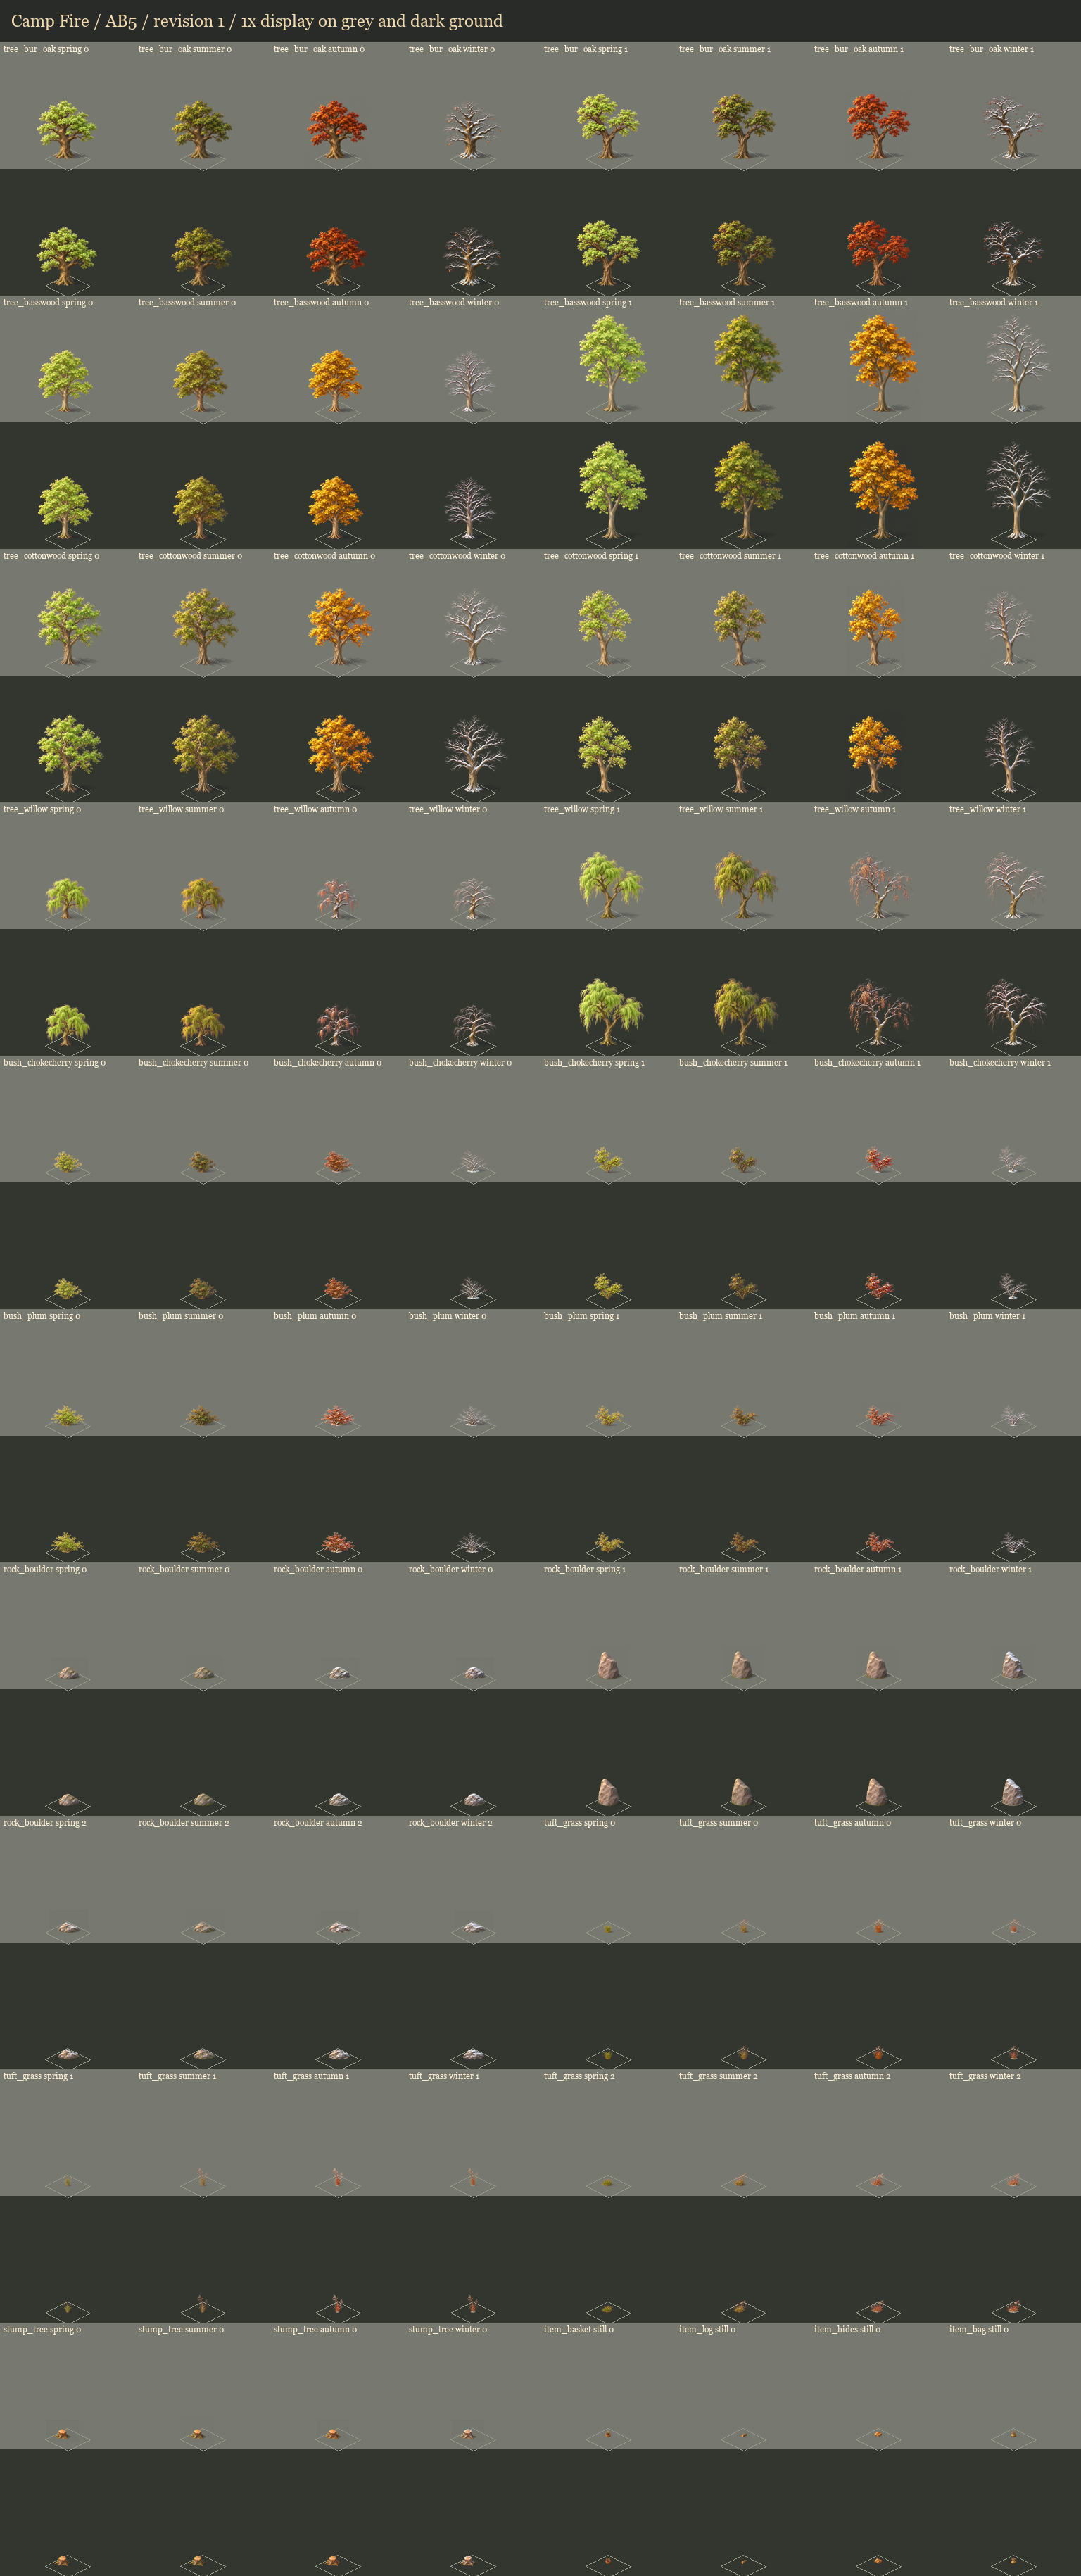 Camp Fire / AB5 / revision 1 / 1x display on grey and dark ground
tree_bur_oak spring 0 tree_bur_oak summer 0 tree_bur_oak autumn 0 tree_bur_oak winter 0 tree_bur_oak spring 1 tree_bur_oak summer 1 tree_bur_oak autumn 1 tree_bur_oak winter 1
tree_basswood spring 0 tree_basswood summer 0 tree_basswood autumn 0 tree_basswood winter 0 tree_basswood spring 1 tree_basswood summer 1 tree_basswood autumn 1 tree_basswood winter 1
tree_cottonwood spring 0 tree_cottonwood summer 0 tree_cottonwood autumn 0 tree_cottonwood winter 0 tree_cottonwood spring 1 tree_cottonwood summer 1 tree_cottonwood autumn 1 tree_cottonwood winter 1
tree_willow spring 0 tree_willow summer 0 tree_willow autumn 0 tree_willow winter 0 tree_willow spring 1 tree_willow summer 1 tree_willow autumn 1 tree_willow winter 1
bush_chokecherry spring 0 bush_chokecherry summer 0 bush_chokecherry autumn 0 bush_chokecherry winter 0 bush_chokecherry spring 1 bush_chokecherry summer 1 bush_chokecherry autumn 1 bush_chokecherry winter 1
bush_plum spring 0 bush_plum summer 0 bush_plum autumn 0 bush_plum winter 0 bush_plum spring 1 bush_plum summer 1 bush_plum autumn 1 bush_plum winter 1
rock_boulder spring 0 rock_boulder summer 0 rock_boulder autumn 0 rock_boulder winter 0 rock_boulder spring 1 rock_boulder summer 1 rock_boulder autumn 1 rock_boulder winter 1
rock_boulder spring 2 rock_boulder summer 2 rock_boulder autumn 2 rock_boulder winter 2 tuft_grass spring 0 tuft_grass summer 0 tuft_grass autumn 0 tuft_grass winter 0
tuft_grass spring 1 tuft_grass summer 1 tuft_grass autumn 1 tuft_grass winter 1 tuft_grass spring 2 tuft_grass summer 2 tuft_grass autumn 2 tuft_grass winter 2
stump_tree spring 0 stump_tree summer 0 stump_tree autumn 0 stump_tree winter 0 item_basket still 0 item_log still 0 item_hides still 0 item_bag still 0